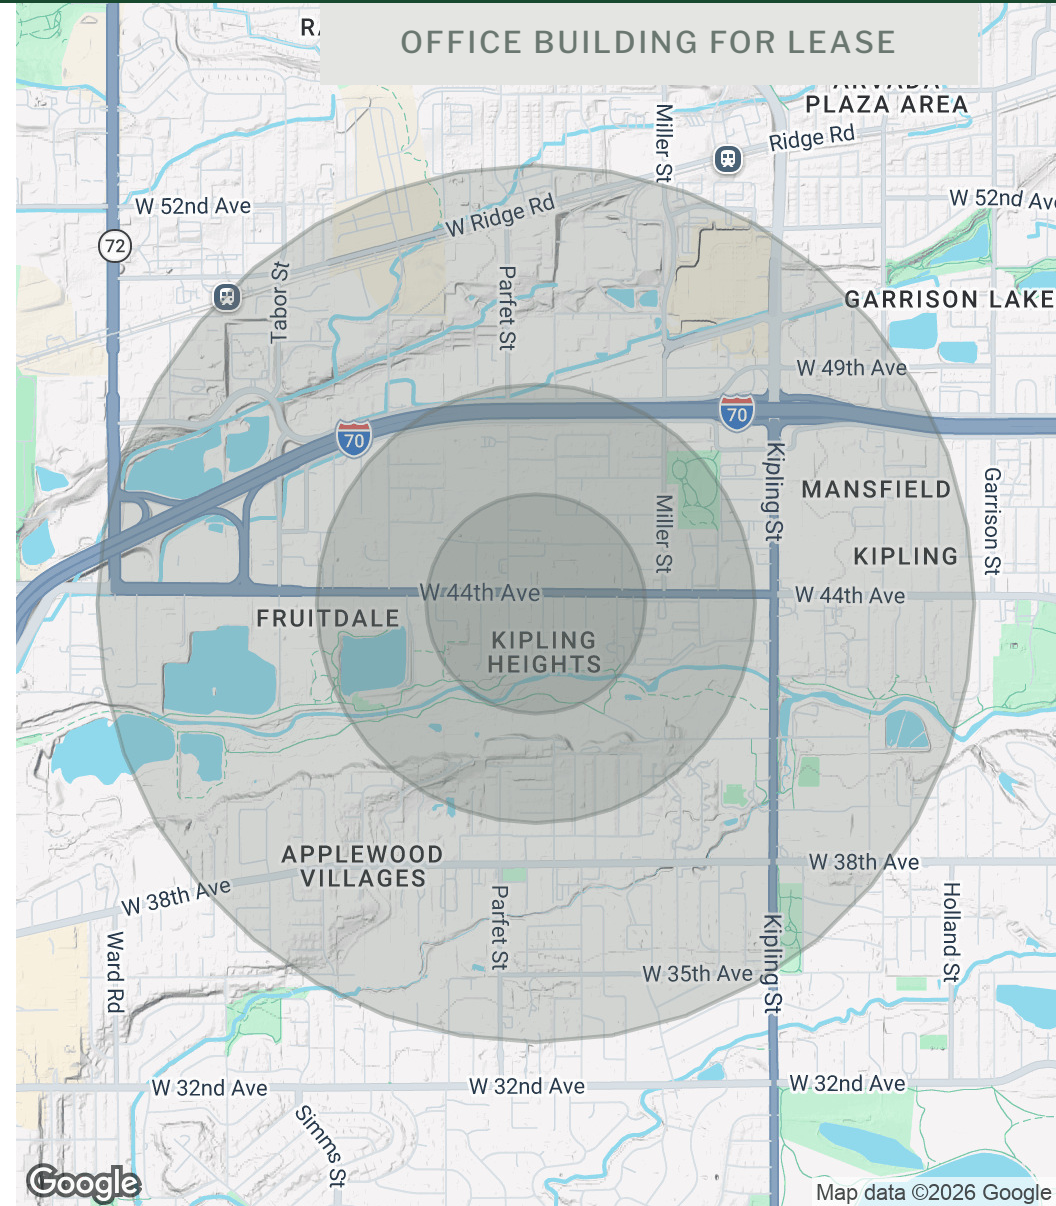 OFFICE BUILDING FOR LEASE
ARVADA
PLAZA AREA
Miller St
Ridge Rd
W 52nd Ave
W Ridge Rd
W 52nd Ave
72
Tabor St
Parfet St
GARRISON LAKE
W 49th Ave
70
70
Kipling St
MANSFIELD
Garrison St
Miller St
KIPLING
W 44th Ave
W 44th Ave
FRUITDALE
KIPLING
HEIGHTS
APPLEWOOD
VILLAGES
W 38th Ave
W 38th Ave
Parfet St
Holland St
Ward Rd
Kipling St
W 35th Ave
W 32nd Ave
W 32nd Ave
W 32nd Ave
Simms St
Google
Map data ©2026 Google